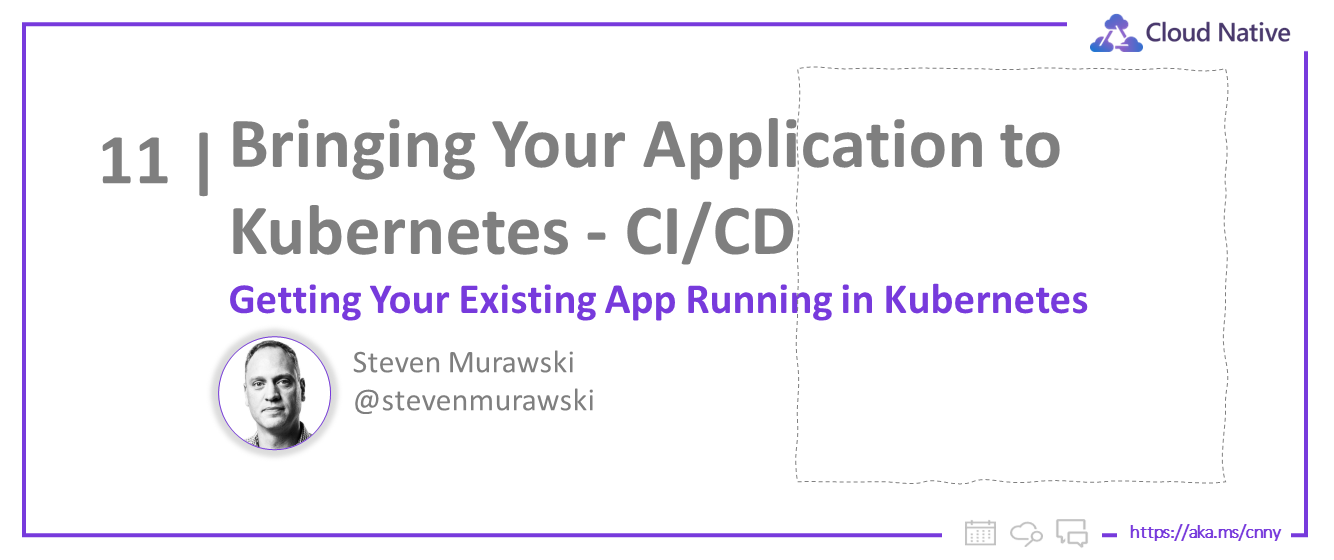 Cloud Native
11 | Bringing Your Application to
Kubernetes - CI/CD
Getting Your Existing App Running in Kubernetes
Steven Murawski
@stevenmurawski
https://aka.ms/cnny